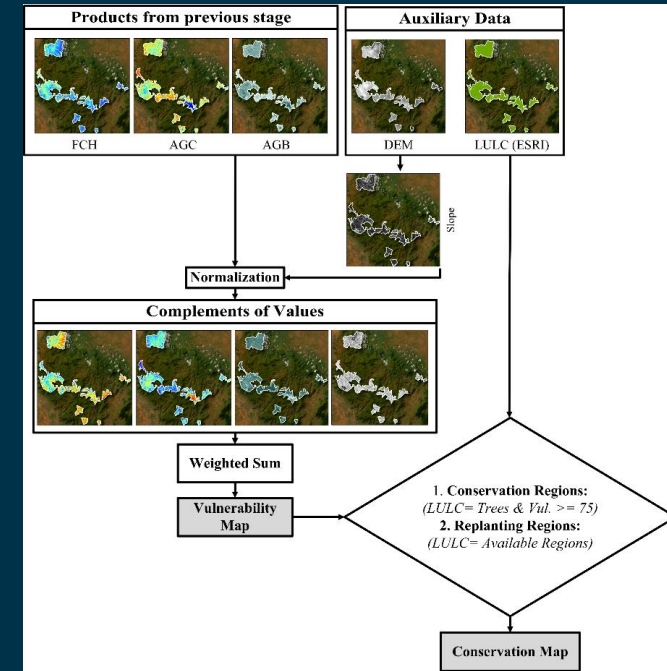 Products from previous stage
Auxiliary Data
FCH
AGC
AGB
DEM
LULC (ESRI)
Slope
Normalization
Complements of Values
Weighted Sum
Vulnerability
Map
1. Conservation Regions:
(LULC= Trees & Vul. >= 75)
2. Replanting Regions:
(LULC= Available Regions)
Conservation Map